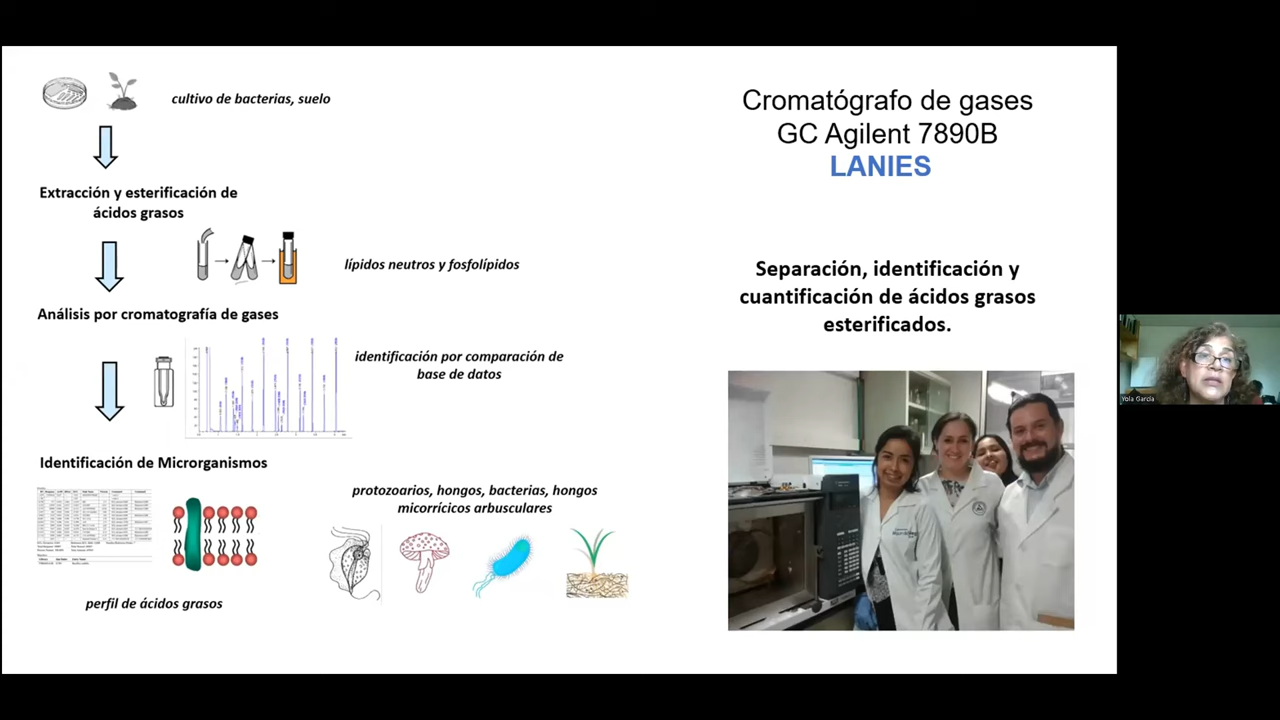 cultivo de bacterias, suelo
Extracción y esterificación de
ácidos grasos
lípidos neutros y fosfolípidos
Análisis por cromatografía de gases
identificación por comparación de
base de datos
Identificación de Microrganismos
protozoarios, hongos, bacterias, hongos
micorrícicos arbusculares
perfil de ácidos grasos
Cromatógrafo de gases
GC Agilent 7890B
LANIES
Separación, identificación y
cuantificación de ácidos grasos
esterificados.
Yola García